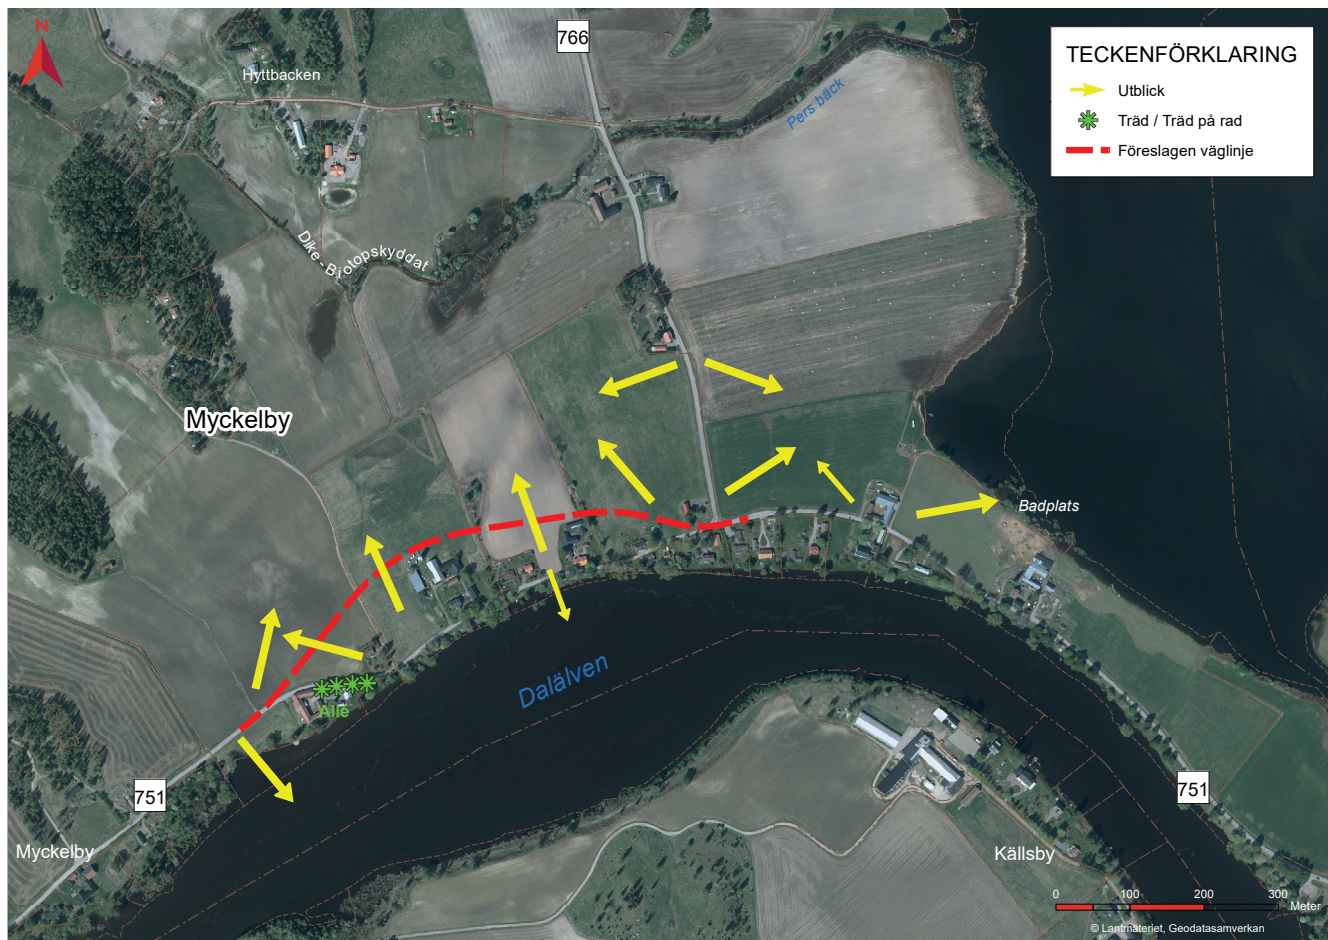 N
766
Hyttbacken
Pers bäck
TECKENFÖRKLARING
Utblick
Träd / Träd på rad
Föreslagen väglinje
Dike - Biotopskyddat
Myckelby
Badplats
Dalälven
Allé
751
751
Myckelby
Källsby
0 100 200 300
Meter
© Lantmäteriet, Geodatasamverkan